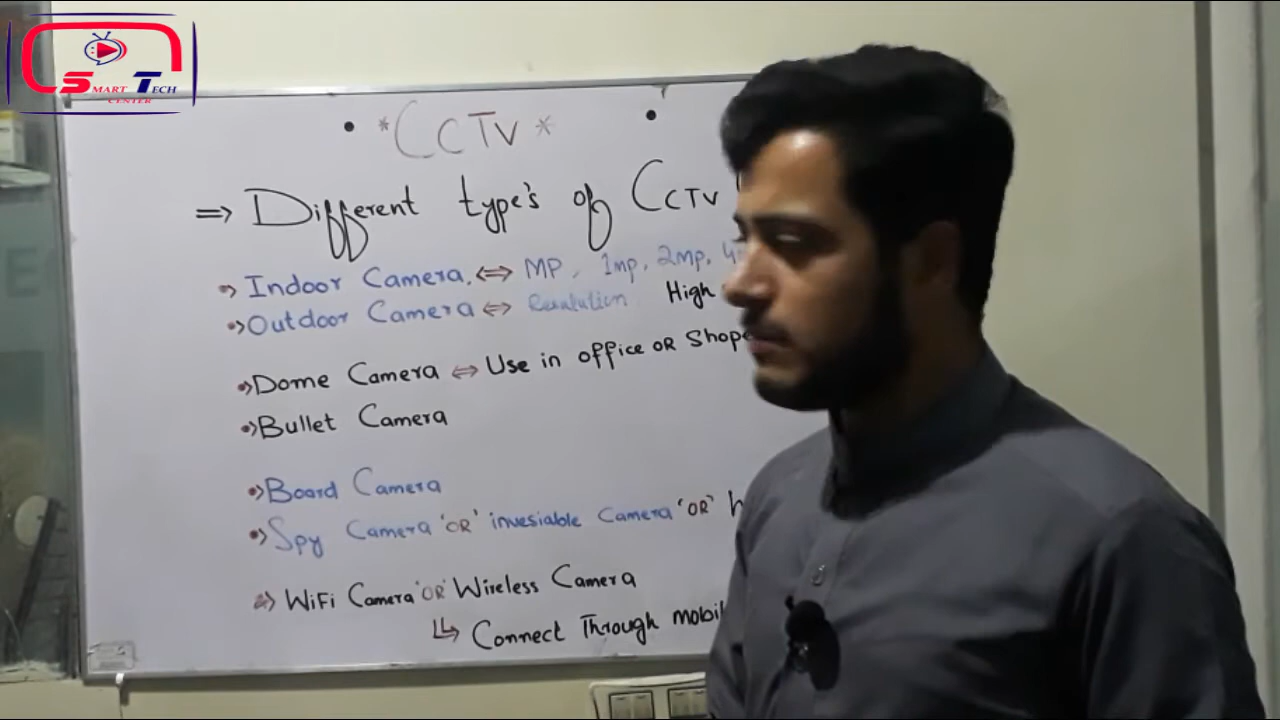 SMART TECH
CENTER
* CCTV *
⇒ Different type's of CCTV
Indoor Camera. ⇔ MP, 1mp, 2mp,
Outdoor Camera ⇔ Resolution High
Dome Camera ⇔ Use in office OR Shope
Bullet Camera
Board Camera
Spy Camera 'OR' invesiable Camera 'OR'
WiFi Camera 'OR' Wireless Camera
Connect Through